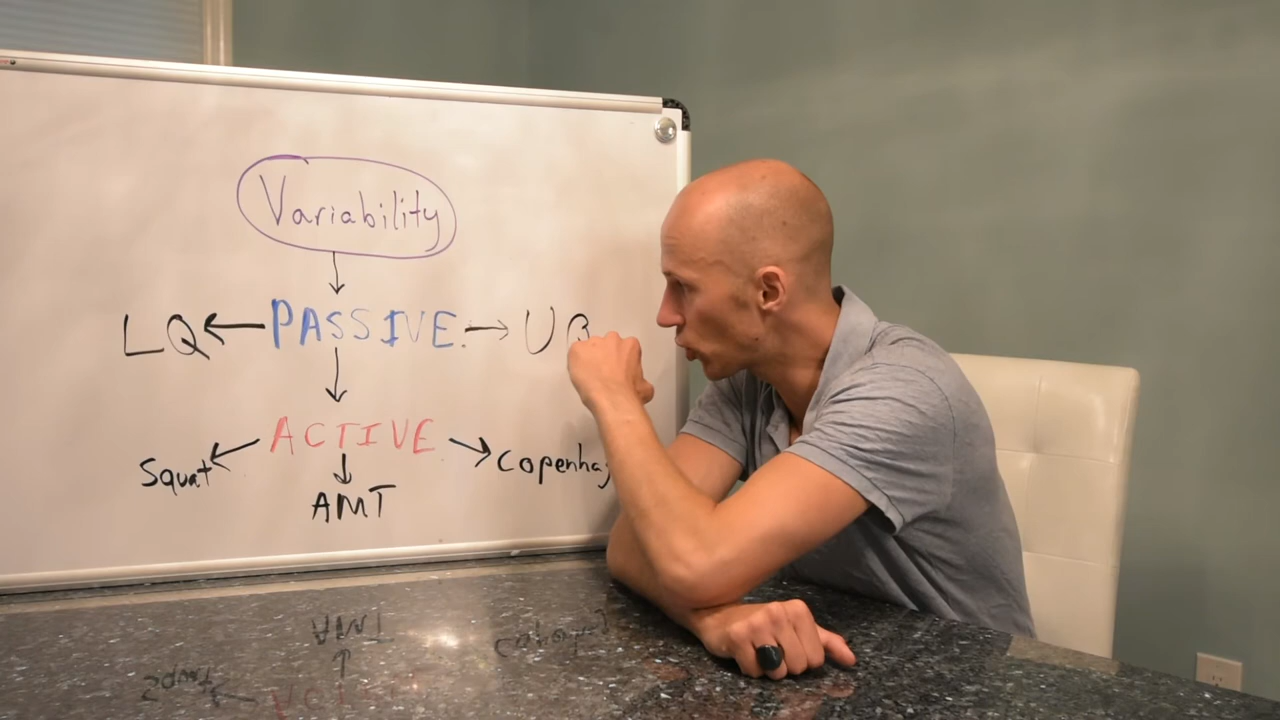 Variability
LQ PASSIVE UQ
ACTIVE
Squat Copenha
AMT